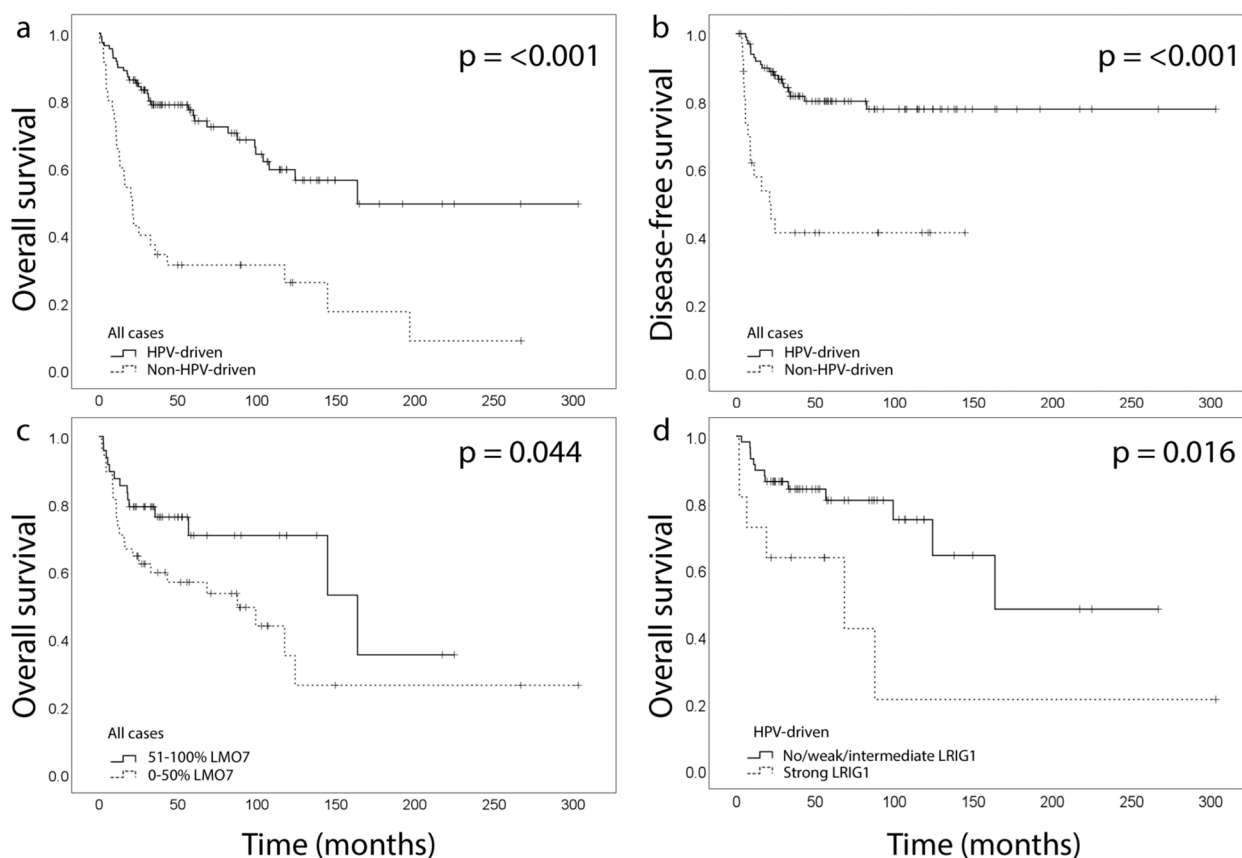 a
p = <0.001
Overall survival
1.0
0.8
0.6
0.4
0.2
0.0
All cases
HPV-driven
Non-HPV-driven
0 50 100 150 200 250 300
b
p = <0.001
Disease-free survival
1.0
0.8
0.6
0.4
0.2
0.0
All cases
HPV-driven
Non-HPV-driven
0 50 100 150 200 250 300
c
p = 0.044
Overall survival
1.0
0.8
0.6
0.4
0.2
0.0
All cases
51-100% LMO7
0-50% LMO7
0 50 100 150 200 250 300
Time (months)
d
p = 0.016
Overall survival
1.0
0.8
0.6
0.4
0.2
0.0
HPV-driven
No/weak/intermediate LRIG1
Strong LRIG1
0 50 100 150 200 250 300
Time (months)